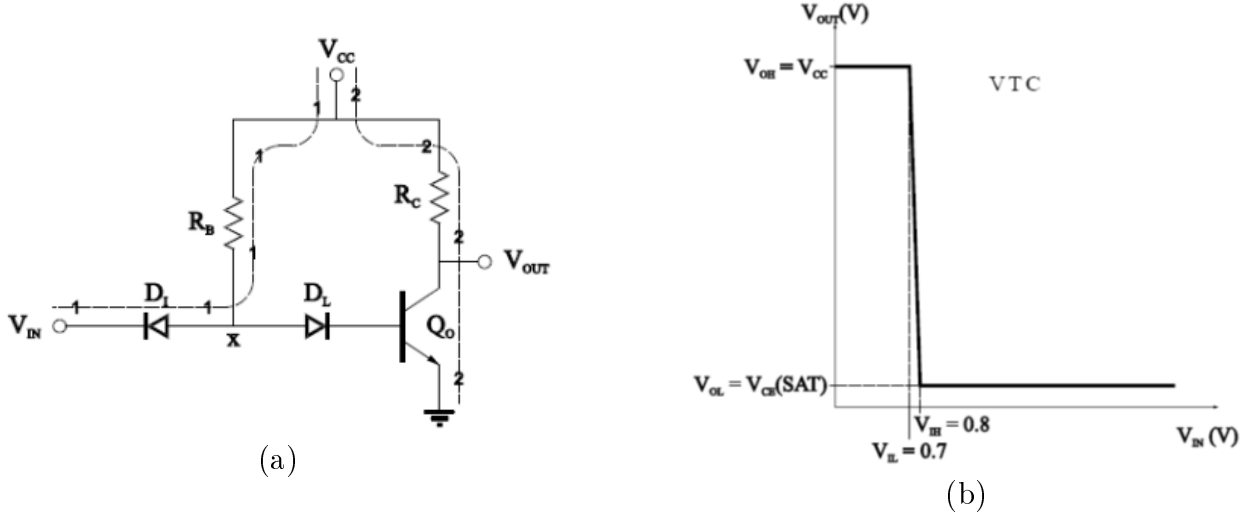 V_CC
1
2
1
2
R_B
R_C
1
2
V_OUT
1
1
D_I
D_L
V_IN
X
Q_O
2
(a)
V_OUT(V)
V_OH = V_CC
VTC
V_OL = V_CE(SAT)
V_IH = 0.8
V_IL = 0.7
V_IN (V)
(b)